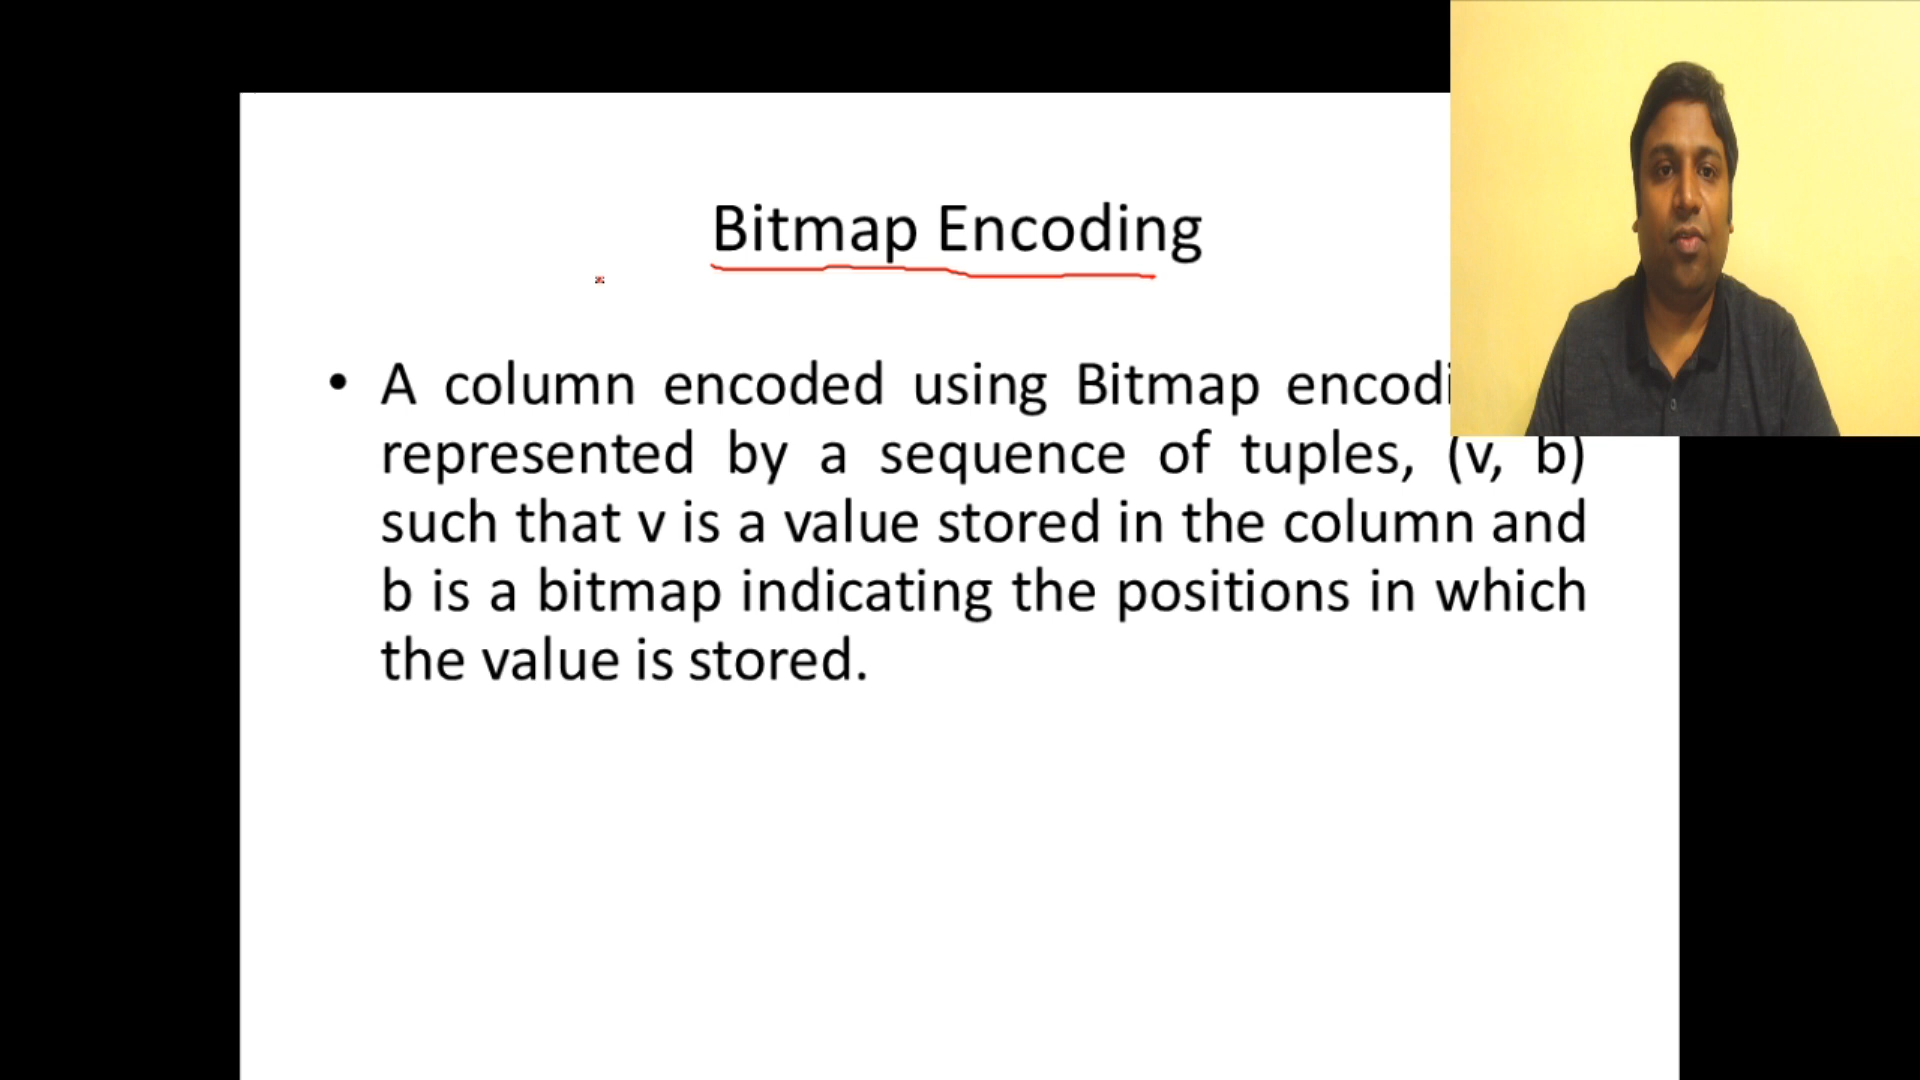 Bitmap Encoding
• A column encoded using Bitmap
represented by a sequence of tuples, (v, b)
such that v is a value stored in the column and
b is a bitmap indicating the positions in which
the value is stored.